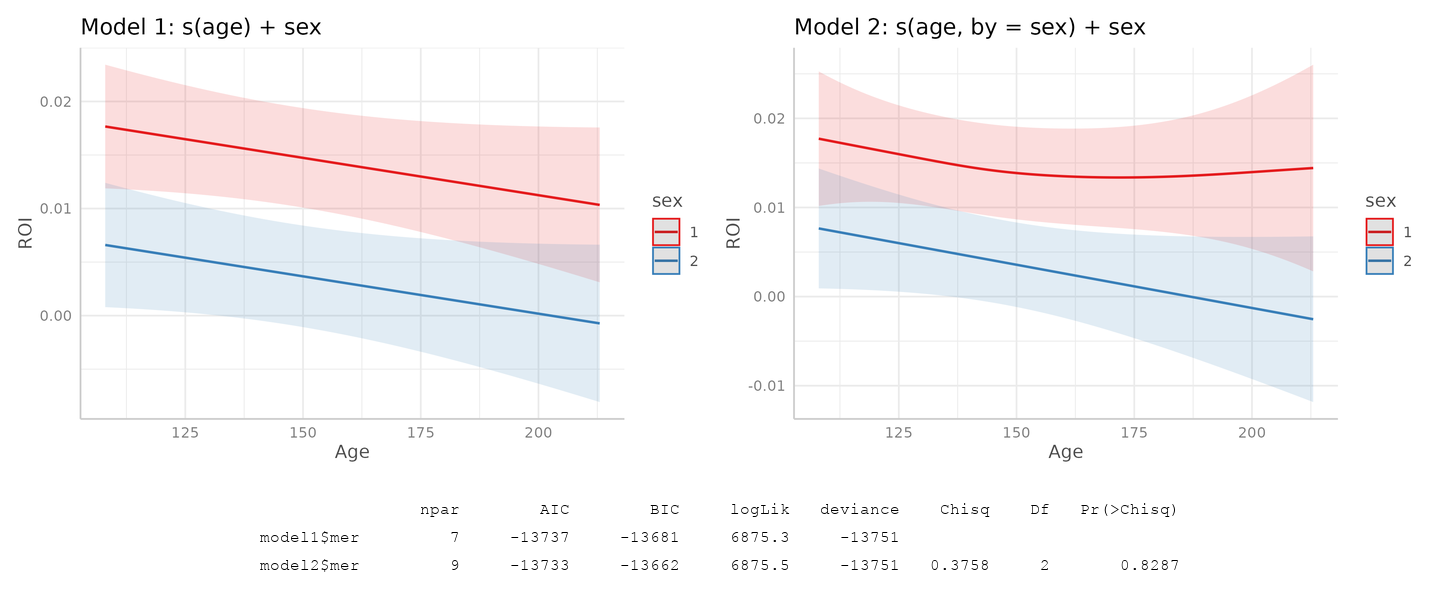 Model 1: s(age) + sex
0.02
0.01
0.00
ROI
125 150 175 200
Age
sex
1
2
Model 2: s(age, by = sex) + sex
0.02
0.01
0.00
-0.01
ROI
125 150 175 200
Age
sex
1
2
npar AIC BIC logLik deviance Chisq Df Pr(>Chisq)
model1$mer 7 -13737 -13681 6875.3 -13751
model2$mer 9 -13733 -13662 6875.5 -13751 0.3758 2 0.8287